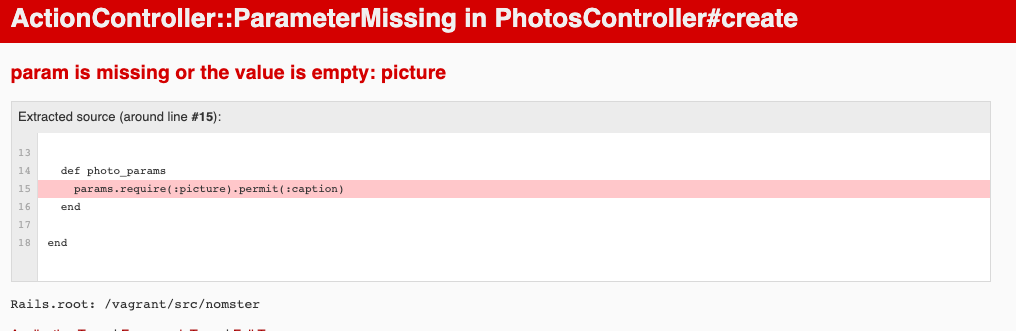 ActionController::ParameterMissing in PhotosController#create
param is missing or the value is empty: picture
Extracted source (around line #15):
13
14 def photo_params
15 params.require(:picture).permit(:caption)
16 end
17
18 end
Rails.root: /vagrant/src/nomster